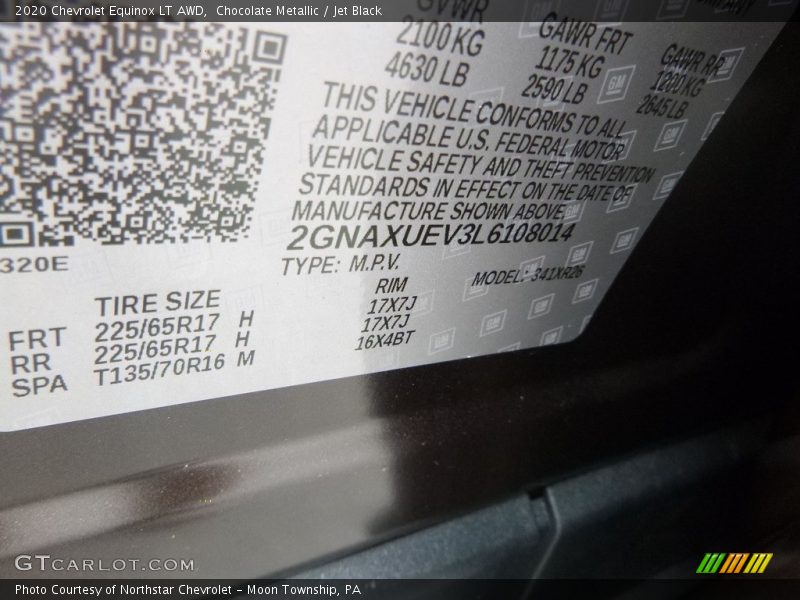 2020 Chevrolet Equinox LT AWD, Chocolate Metallic / Jet Black
GVWR
2100 KG
4630 LB
GAWR FRT
1175 KG
2590 LB
GAWR RR
1200 KG
2645 LB
THIS VEHICLE CONFORMS TO ALL
APPLICABLE U.S. FEDERAL MOTOR
VEHICLE SAFETY AND THEFT PREVENTION
STANDARDS IN EFFECT ON THE DATE OF
MANUFACTURE SHOWN ABOVE
2GNAXUEV3L6108014
320E
TYPE: M.P.V.
MODEL: 341XR26
TIRE SIZE RIM
FRT 225/65R17 H 17X7J
RR 225/65R17 H 17X7J
SPA T135/70R16 M 16X4BT
GTCARLOT.COM
Photo Courtesy of Northstar Chevrolet - Moon Township, PA